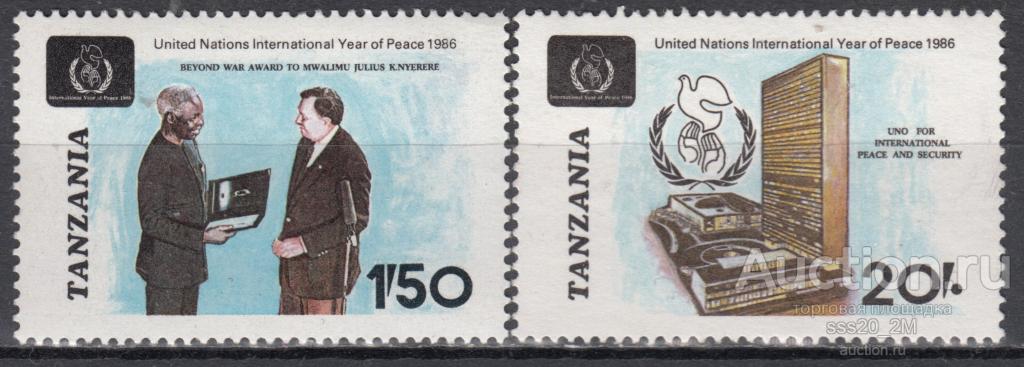 United Nations International Year of Peace 1986
BEYOND WAR AWARD TO MWALIMU JULIUS K.NYERERE
International Year of Peace 1986
TANZANIA
1'50
United Nations International Year of Peace 1986
International Year of Peace 1986
UNO FOR
INTERNATIONAL
PEACE AND SECURITY
TANZANIA
20/-
Auction.ru
торговая площадка
sss20_2M
auction.ru